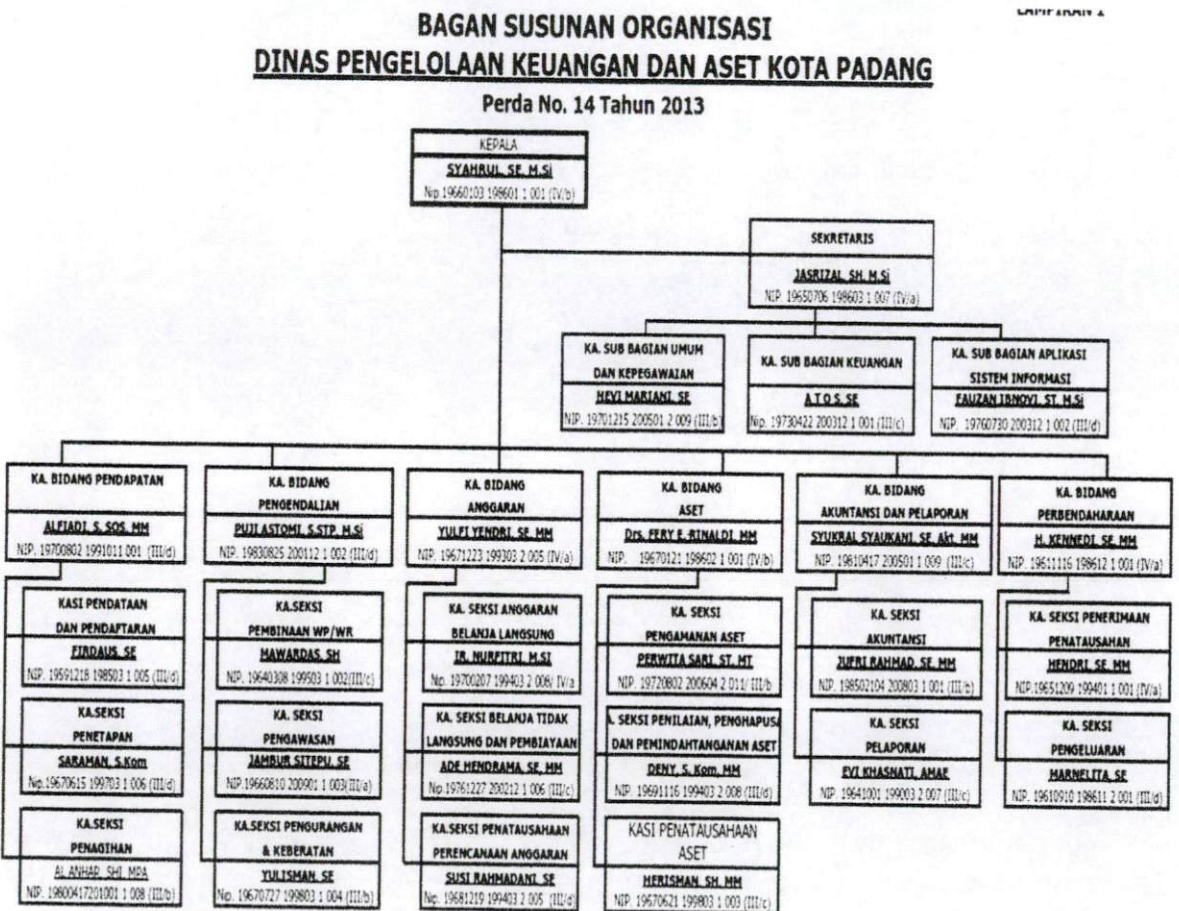 LAMPIRAN 1
BAGAN SUSUNAN ORGANISASI
DINAS PENGELOLAAN KEUANGAN DAN ASET KOTA PADANG
Perda No. 14 Tahun 2013
KEPALA
SYAHRUL, SE, M.Si
Nip 19660103 198601 1 001 (IV/b)
SEKRETARIS
JASRIZAL, SH, M.Si
NIP. 19650706 198603 1 007 (IV/a)
KA. SUB BAGIAN UMUM
DAN KEPEGAWAIAN
HEVI MARIANI, SE
NIP. 19701215 200501 2 009 (III/b)
KA. SUB BAGIAN KEUANGAN
A T O S, SE
Nip. 19730422 200312 1 001 (III/c)
KA. SUB BAGIAN APLIKASI
SISTEM INFORMASI
FAUZAN IBNOVI, ST, M.Si
NIP. 19760730 200312 1 002 (III/d)
KA. BIDANG PENDAPATAN
ALFIADI, S. SOS, MM
NIP. 19700802 1991011 001 (III/d)
KASI PENDATAAN
DAN PENDAFTARAN
FIRDAUS, SE
NIP. 19591218 198503 1 005 (III/d)
KA.SEKSI
PENETAPAN
SARAMAN, S.Kom
Nip.19670615 199703 1 006 (III/d)
KA.SEKSI
PENAGIHAN
AL ANHAR, SHI, MPA
NIP. 19800417201001 1 008 (III/b)
KA. BIDANG
PENGENDALIAN
PUJI ASTOMI, S.STP, M.Si
NIP. 19830825 200112 1 002 (III/d)
KA.SEKSI
PEMBINAAN WP/WR
MAWARDAS, SH
NIP. 19640308 199503 1 002(III/c)
KA. SEKSI
PENGAWASAN
JAMBUR SITEPU, SE
NIP.19660810 200901 1 003(III/a)
KA.SEKSI PENGURANGAN
& KEBERATAN
YULISMAN, SE
Nip. 19670727 199803 1 004 (III/b)
KA. BIDANG
ANGGARAN
YULFI YENDRI, SE, MM
NIP. 19671223 199303 2 005 (IV/a)
KA. SEKSI ANGGARAN
BELANJA LANGSUNG
IR. NURFITRI, M.SI
Nip. 19700207 199403 2 008/ IV/a
KA. SEKSI BELANJA TIDAK
LANGSUNG DAN PEMBIAYAAN
ADE HENDRAMA, SE, MM
Nip.19761227 200212 1 006 (III/c)
KA.SEKSI PENATAUSAHAAN
PERENCANAAN ANGGARAN
SUSI RAHMADANI, SE
Nip. 19681219 199403 2 005 (III/d)
KA. BIDANG
ASET
Drs. FERY E.-RINALDI, MM
NIP. 19670121 198602 1 001 (IV/b)
KA. SEKSI
PENGAMANAN ASET
PERWITA SARI, ST, MT
NIP. 19720802 200604 2 011/ III/b
A. SEKSI PENILAIAN, PENGHAPUSA
DAN PEMINDAHTANGANAN ASET
DENY, S. Kom, MM
NIP. 19691116 199403 2 008 (III/d)
KASI PENATAUSAHAAN
ASET
HERISMAN, SH, MM
NIP 19670621 199803 1 003 (III/c)
KA. BIDANG
AKUNTANSI DAN PELAPORAN
SYUKRAL SYAUKANI, SE, Akt, MM
NIP. 19810417 200501 1 009 (III/c)
KA. SEKSI
AKUNTANSI
JUFRI RAHMAD, SE, MM
NIP. 198502104 200803 1 001 (III/b)
KA. SEKSI
PELAPORAN
EVI KHASNATI, AMAE
NIP. 19641001 199003 2 007 (III/c)
KA. BIDANG
PERBENDAHARAAN
H. KENNEDI, SE, MM
NIP. 19611116 198612 1 001 (IV/a)
KA. SEKSI PENERIMAAN
PENATAUSAHAN
HENDRI, SE, MM
NIP.19651209 199401 1 001 (IV/a)
KA. SEKSI
PENGELUARAN
MARNELITA, SE
NIP. 19610910 198611 2 001 (III/d)